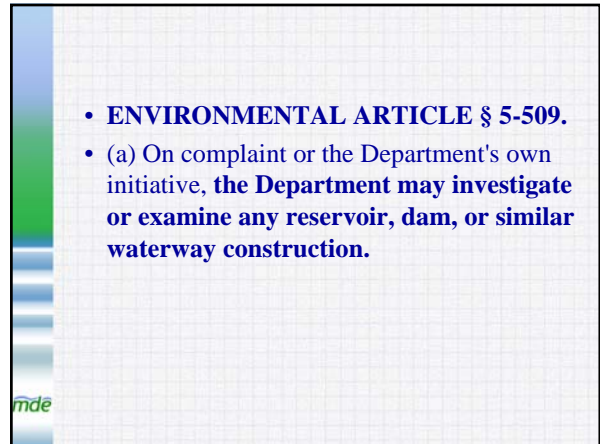 • ENVIRONMENTAL ARTICLE § 5-509.
• (a) On complaint or the Department's own
initiative, the Department may investigate
or examine any reservoir, dam, or similar
waterway construction.
mde